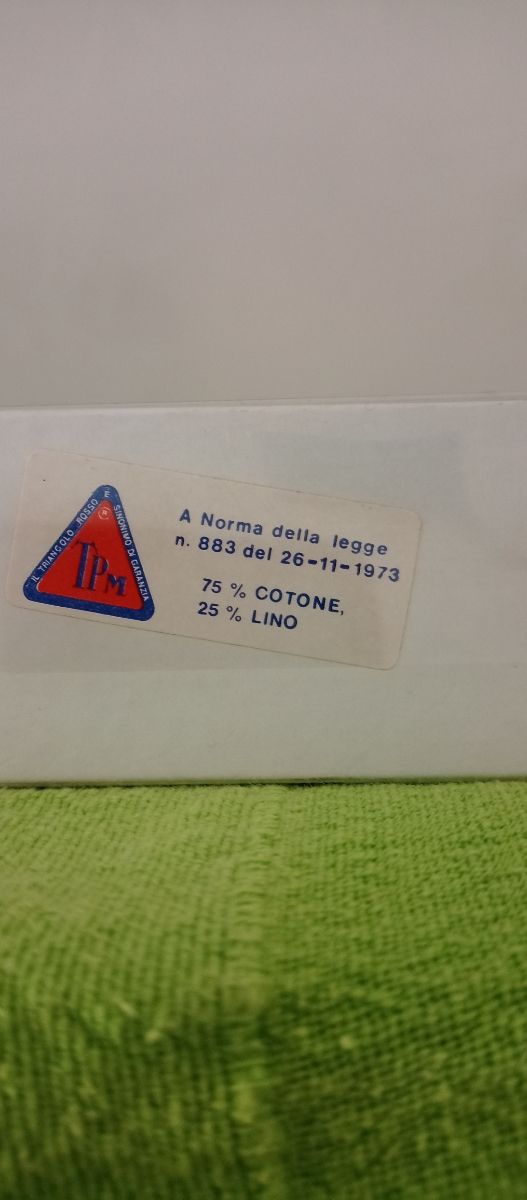 IL TRIANGOLO ROSSO È SINONIMO DI GARANZIA
R
TPM
A Norma della legge
n. 883 del 26-11-1973
75 % COTONE,
25 % LINO